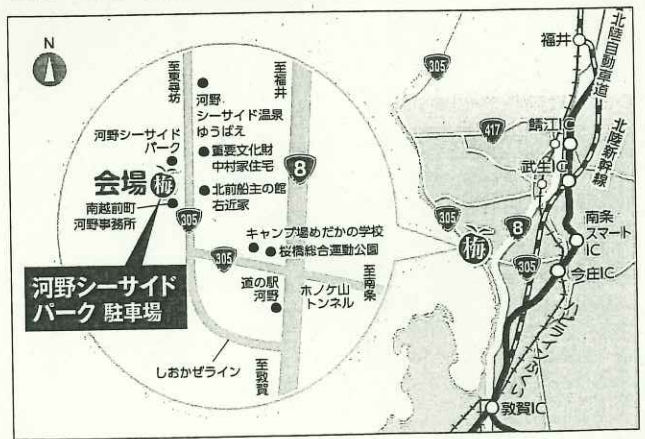 N
至東尋坊
河野
シーサイド温泉
ゆうばえ
至福井
河野シーサイド
パーク
重要文化財
中村家住宅
8
会場
梅
北前船主の館
右近家
南越前町
河野事務所
305
キャンプ場めだかの学校
桜橋総合運動公園
305
河野シーサイド
パーク 駐車場
道の駅
河野
ホノケ山
トンネル
至南条
しおかぜライン
至敦賀
福井
北陸自動車道
305
417
鯖江IC
北陸新幹線
武生IC
305
梅
8
南条
スマート
IC
305
今庄IC
ハピラインふくい
敦賀IC